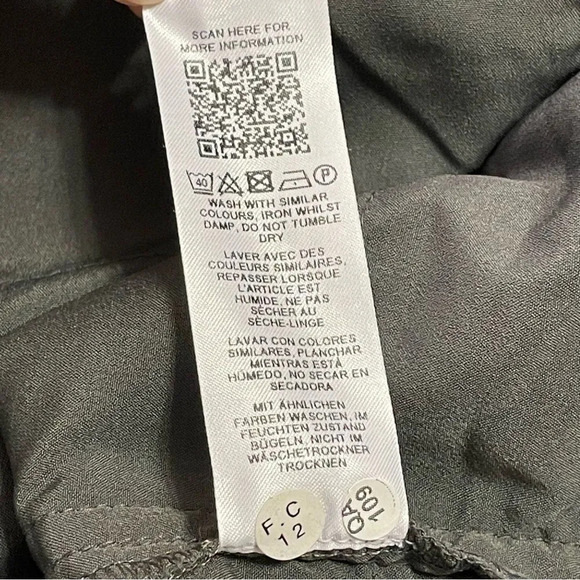 SCAN HERE FOR
MORE INFORMATION
40
P
WASH WITH SIMILAR
COLOURS, IRON WHILST
DAMP, DO NOT TUMBLE
DRY
LAVER AVEC DES
COULEURS SIMILAIRES,
REPASSER LORSQUE
L'ARTICLE EST
HUMIDE, NE PAS
SÉCHER AU
SÈCHE-LINGE
LAVAR CON COLORES
SIMILARES, PLANCHAR
MIENTRAS ESTÁ
HÚMEDO, NO SECAR EN
SECADORA
MIT ÄHNLICHEN
FARBEN WASCHEN, IM
FEUCHTEN ZUSTAND
BÜGELN, NICHT IM
WÄSCHETROCKNER
TROCKNEN
F.C
12
QA
109